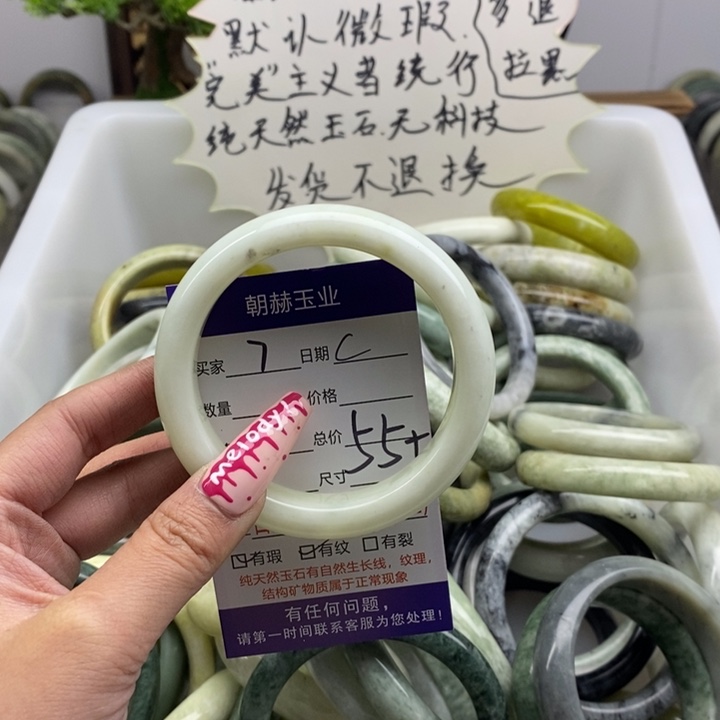 默认微瑕 多退
"完美"主义者绕行 拉黑
纯天然玉石.无科技
发货不退换
朝赫玉业
买家 7 日期 C
数量 价格
总价 55+
尺寸
有瑕 有纹 有裂
纯天然玉石有自然生长线,纹理,
结构矿物质属于正常现象
有任何问题,
请第一时间联系客服为您处理!
Melody.